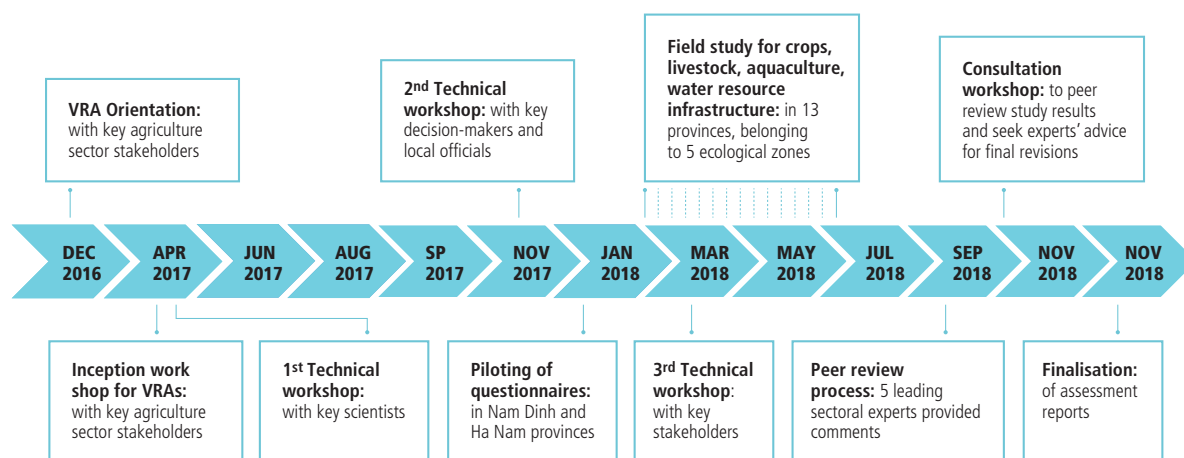 VRA Orientation:
with key agriculture
sector stakeholders
2nd Technical
workshop: with key
decision-makers and
local officials
Field study for crops,
livestock, aquaculture,
water resource
infrastructure: in 13
provinces, belonging
to 5 ecological zones
Consultation
workshop: to peer
review study results
and seek experts’ advice
for final revisions
DEC
2016
APR
2017
JUN
2017
AUG
2017
SP
2017
NOV
2017
JAN
2018
MAR
2018
MAY
2018
JUL
2018
SEP
2018
NOV
2018
NOV
2018
Inception work
shop for VRAs:
with key agriculture
sector stakeholders
1st Technical
workshop:
with key scientists
Piloting of
questionnaires:
in Nam Dinh and
Ha Nam provinces
3rd Technical
workshop:
with key
stakeholders
Peer review
process: 5 leading
sectoral experts provided
comments
Finalisation:
of assessment
reports